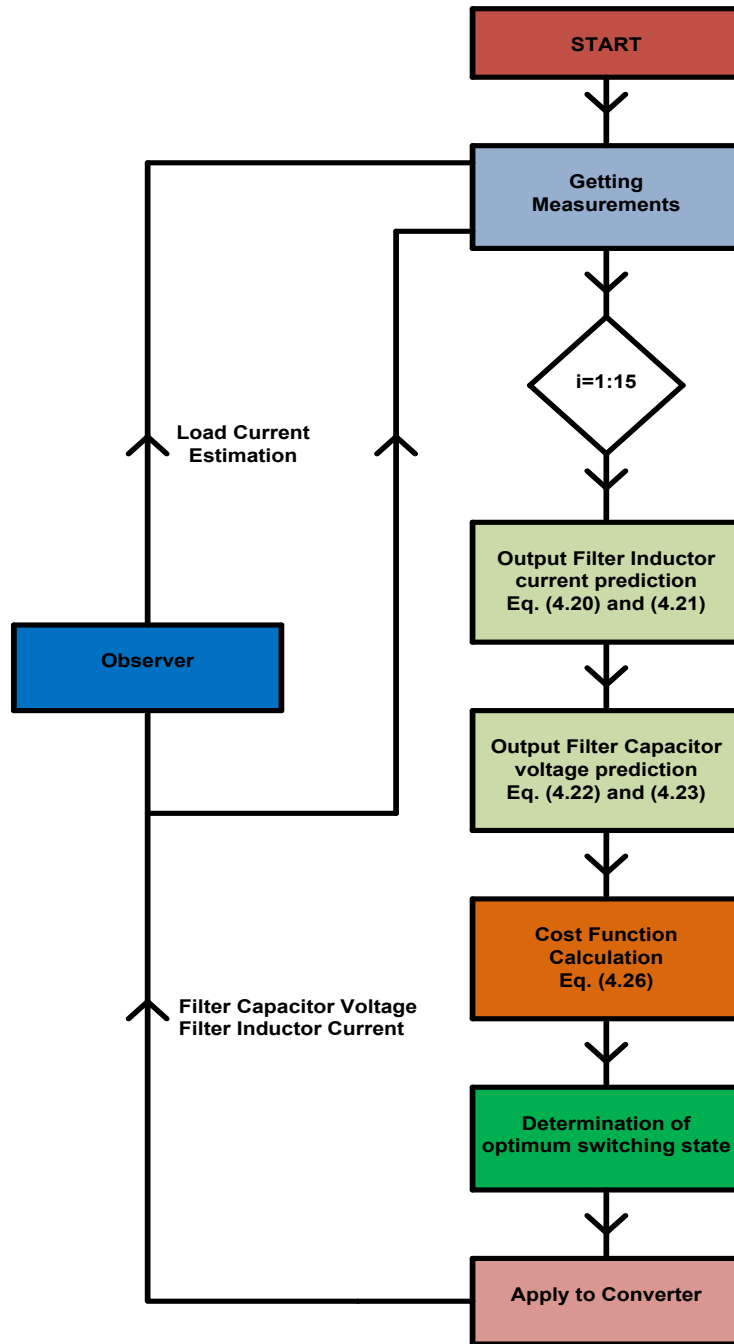 START
Getting
Measurements
i=1:15
Load Current
Estimation
Output Filter Inductor
current prediction
Eq. (4.20) and (4.21)
Observer
Output Filter Capacitor
voltage prediction
Eq. (4.22) and (4.23)
Cost Function
Calculation
Eq. (4.26)
Filter Capacitor Voltage
Filter Inductor Current
Determination of
optimum switching state
Apply to Converter